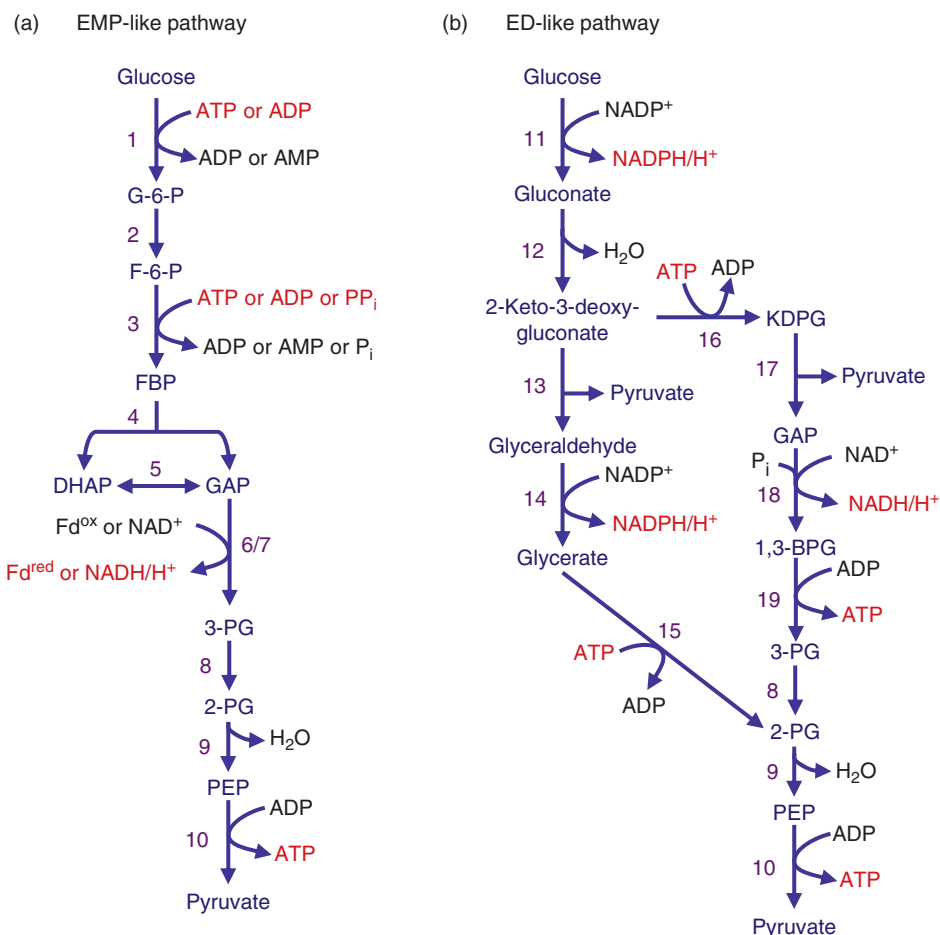 (a) EMP-like pathway
Glucose
ATP or ADP
1
ADP or AMP
G-6-P
2
F-6-P
ATP or ADP or PPi
3
ADP or AMP or Pi
FBP
4
5
DHAP
GAP
Fd^ox or NAD⁺
6/7
Fd^red or NADH/H⁺
3-PG
8
2-PG
9
H₂O
PEP
ADP
10
ATP
Pyruvate
(b) ED-like pathway
Glucose
NADP⁺
11
NADPH/H⁺
Gluconate
12
H₂O
2-Keto-3-deoxy-
gluconate
ATP
ADP
16
KDPG
13
Pyruvate
17
Pyruvate
Glyceraldehyde
NADP⁺
14
NADPH/H⁺
Glycerate
GAP
Pi
NAD⁺
18
NADH/H⁺
1,3-BPG
ADP
19
ATP
15
ATP
ADP
3-PG
8
2-PG
9
H₂O
PEP
ADP
10
ATP
Pyruvate